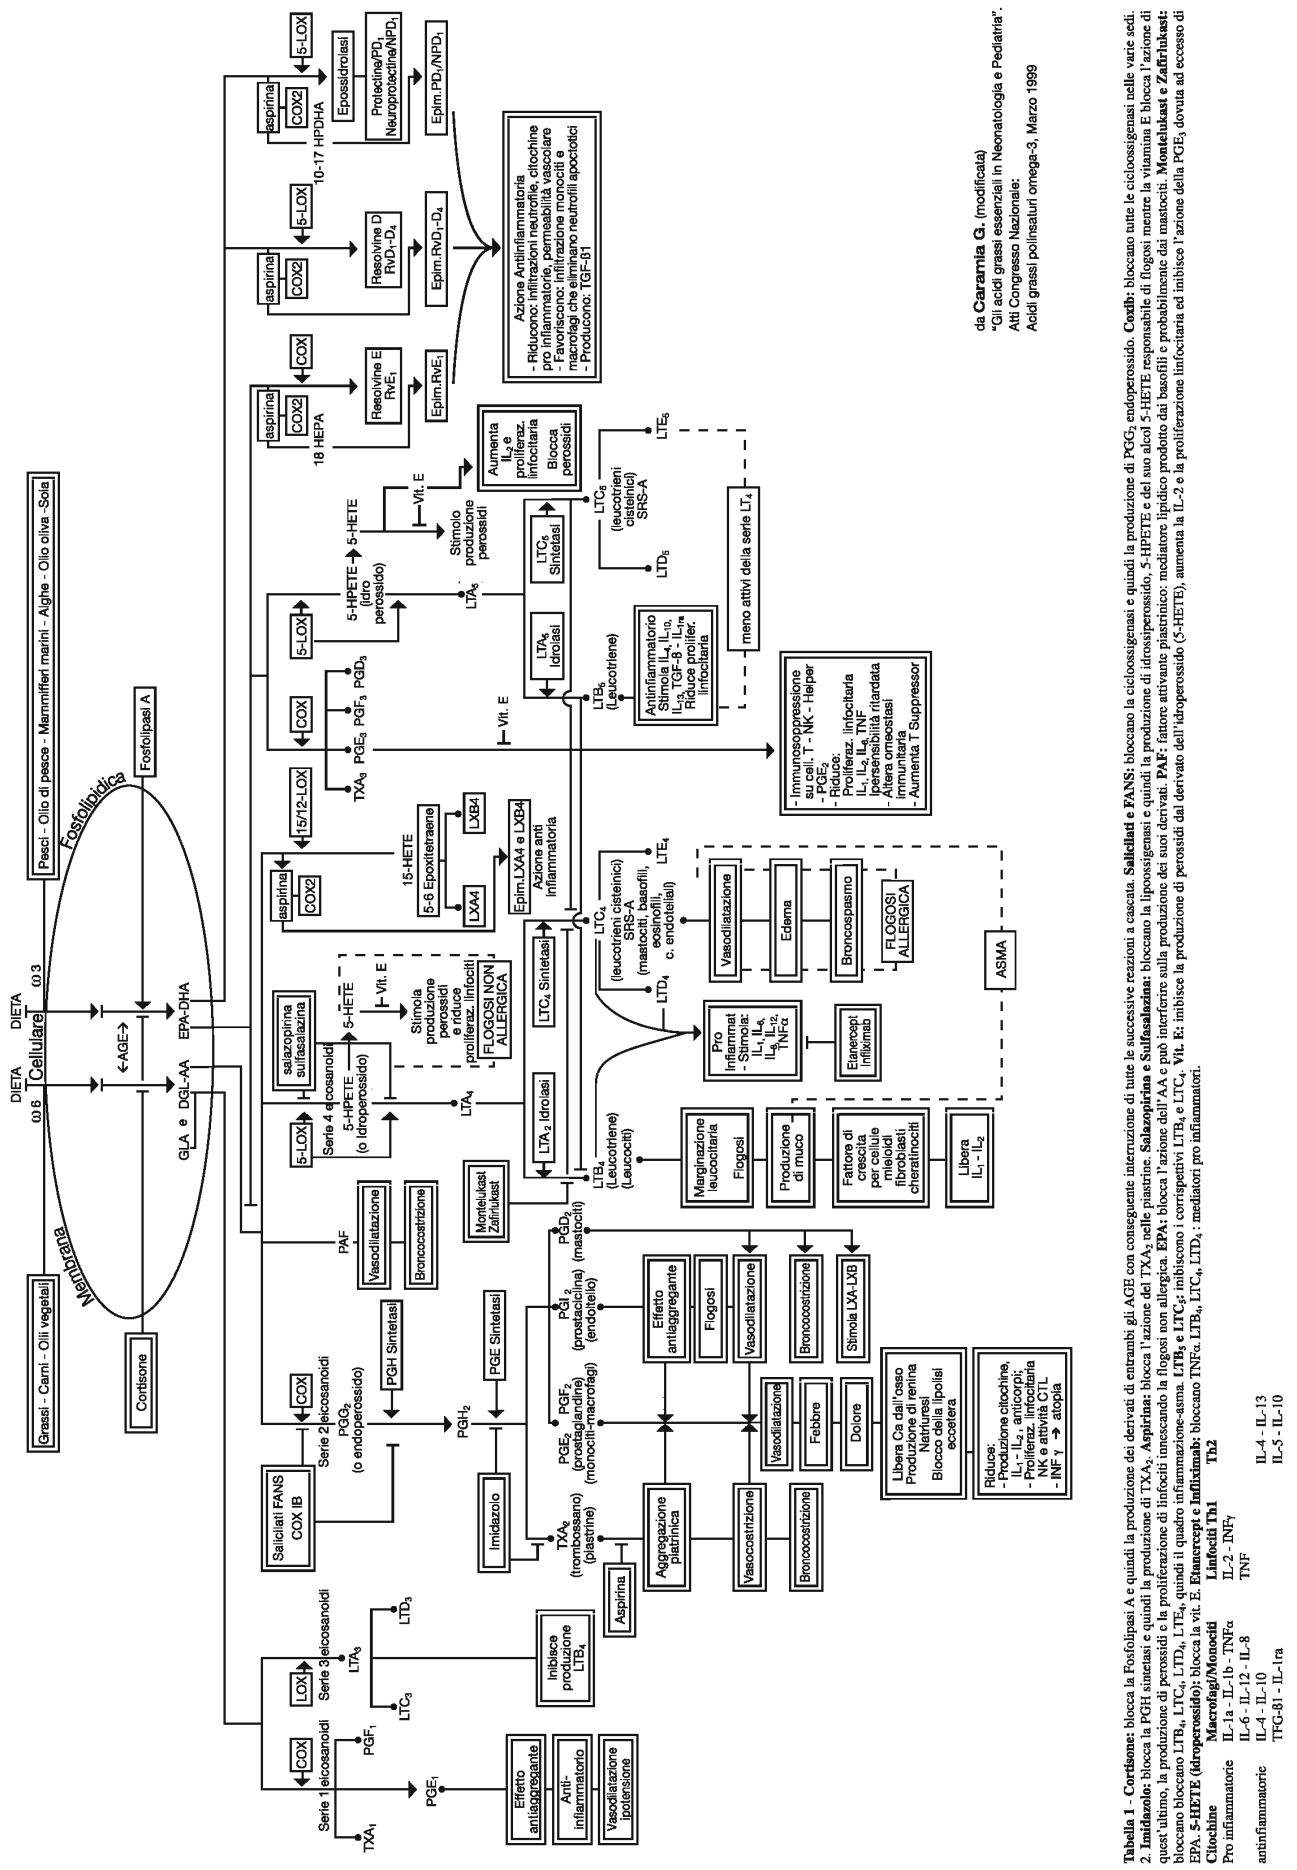 DIETA
DIETA
ω 6
ω 3
Grassi - Carni - Olii vegetali
Pesci - Olio di pesce - Mammiferi marini - Alghe - Olio oliva -Soia
Membrana
Cellulare
Fosfolipidica
←AGE→
Cortisone
Fosfolipasi A
GLA e DGL-AA
EPA-DHA
COX
Serie 1 eicosanoidi
TXA1
PGF1
PGE1
Effetto
antiaggregante
Anti-
infiammatorio
Vasodilatazione
ipotensione
LOX
Serie 3 eicosanoidi
LTA3
LTC3
LTD3
Inibisce
produzione
LTB4
Salicilati FANS
COX IB
COX
Serie 2 eicosanoidi
PGG2
(o endoperossido)
PGH Sintetasi
PGH2
Imidazolo
PGE Sintetasi
TXA2
(trombossano)
(piastrine)
PGE2 PGF2
(prostaglandine)
(monociti-macrofagi)
PGI2
(prostaciclina)
(endotelio)
PGD2
(mastociti)
Aspirina
Aggregazione
piatrinica
Vasocostrizione
Broncocostrizione
Effetto
antiaggregante
Flogosi
Vasodilatazione
Broncocostrizione
Stimola LXA-LXB
Vasodilatazione
Febbre
Dolore
Libera Ca dall'osso
Produzione di renina
Natriuresi
Blocco della lipolisi
eccetera
Riduce:
- Produzione citochine,
IL1 - IL2 ; anticorpi;
- Proliferaz. linfocitaria
NK e attività CTL
- INF γ → atopia
PAF
Vasodilatazione
Broncocostrizione
5-LOX
salazopirina
sulfasalazina
Serie 4 eicosanoidi
5-HPETE
(o Idroperossido)
5-HETE
Vit. E
Stimola
produzione
perossidi
e riduce
proliferaz. linfociti
FLOGOSI NON
ALLERGICA
LTA4
Montelukast
Zafirlukast
LTA2 Idrolasi
LTC4 Sintetasi
LTB4
(Leucotriene)
(Leucociti)
Marginazione
leucocitaria
Flogosi
Produzione
di muco
Fattore di
crescita
per cellule
mieloidi
fibroblasti
cheratinociti
Libera
IL1 - IL2
LTD4
LTC4
(leucotrieni cisteinici)
SRS-A
(mastociti, basofili,
eosinofili,
c. endoteliali)
LTE4
Pro
Infiammat
- Stimola:
IL1, IL6,
IL8, IL-12,
TNFα
Etanercept
Infliximab
Vasodilatazione
Edema
Broncospasmo
FLOGOSI
ALLERGICA
ASMA
aspirina
COX2
15/12-LOX
15-HETE
5-6 Epoxitetraene
LXA4
LXB4
Epim.LXA4 e LXB4
Azione anti
infiammatoria
COX
TXA3
PGE3
PGF3
PGD3
Vit. E
- Immunosoppressione
su cell. T - NK - Helper
- PGE2
- Riduce:
Proliferaz. linfocitaria
IL1, IL2, IL6, TNF
Ipersensibilità ritardata
- Altera omeostasi
immunitaria
- Aumenta T Suppressor
5-LOX
5-HPETE
(idro
perossido)
5-HETE
Vit. E
Stimolo
produzione
perossidi
Aumenta
IL2 e
proliferaz.
linfocitaria
Blocca
perossidi
LTA5
LTA5
Idrolasi
LTC5
Sintetasi
LTB5
(Leucotriene)
Antinfiammatorio
Stimola IL4, IL10,
IL13, TGF-B - IL1ra
Riduce prolifer.
linfocitaria
LTD5
LTC5
(leucotrieni
cisteinici)
SRS-A
LTE5
meno attivi della serie LT4
aspirina
COX2
COX
18 HEPA
Resolvine E
RvE1
Epim.RvE1
aspirina
COX2
5-LOX
Resolvine D
RvD1-D4
Epim.RvD1-D4
aspirina
COX2
5-LOX
10-17 HPDHA
Epossidrolasi
Protectine/PD1
Neuroprotectine/NPD1
Epim.PD1/NPD1
Azione Antiinfiammatoria
- Riducono: infiltrazioni neutrofile, citochine
pro infiammatorie, permeabilità vascolare
- Favoriscono: infiltrazione monociti e
macrofagi che eliminano neutrofili apoctotici
- Producono: TGF-ß1
da Caramia G. (modificata)
"Gli acidi grassi essenziali in Neonatologia e Pediatria".
Atti Congresso Nazionale:
Acidi grassi polinsaturi omega-3, Marzo 1999
Tabella 1 - Cortisone: blocca la Fosfolipasi A e quindi la produzione dei derivati di entrambi gli AGE con conseguente interruzione di tutte le successive reazioni a cascata. Salicilati e FANS: bloccano la cicloossigenasi e quindi la produzione di PGG2 endoperossido. Coxib: bloccano tutte le cicloossigenasi nelle varie sedi.
2. Imidazolo: blocca la PGH sintetasi e quindi la produzione di TXA2. Aspirina: blocca l'azione del TXA2 nelle piastrine. Salazopirina e Sulfasalazina: bloccano la lipoossigenasi e quindi la produzione di idrossiperossido, 5-HPETE e del suo alcol 5-HETE responsabile di flogosi mentre la vitamina E blocca l'azione di
quest'ultimo, la produzione di perossidi e la proliferazione di linfociti innescando la flogosi non allergica. EPA: blocca l'azione dell'AA e può interferire sulla produzione dei suoi derivati. PAF: fattore attivante piastrinico: mediatore lipidico prodotto dai basofili e probabilmente dai mastociti. Montelukast e Zafirlukast:
bloccano bloccano LTB4, LTC4, LTD4, LTE4, quindi il quadro infiammazione-asma. LTB5 e LTC5: inibiscono i corrispettivi LTB4 e LTC4. Vit. E: inibisce la produzione di perossidi dal derivato dell'idroperossido (5-HETE), aumenta la IL-2 e la proliferazione linfocitaria ed inibisce l'azione della PGE3 dovuta ad eccesso di
EPA. 5-HETE (idroperossido): blocca la vit. E. Etanercept e Infliximab: bloccano TNFα. LTB4, LTC4, LTD4 : mediatori pro infiammatori.
Citochine Macrofagi/Monociti Linfociti Th1 Th2
Pro infiammatorie IL-1a - IL-1b - TNFα IL-2 - INFγ
IL-6 - IL-12 - IL-8 TNF
antinfiammatorie IL-4 - IL-10 IL-4 - IL-13
TFG-ß1 - IL-1ra IL-5 - IL-10